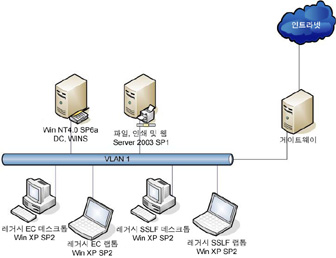 인트라넷
Win NT4.0 SP6a
DC, WINS
파일, 인쇄 및 웹
Server 2003 SP1
게이트웨이
VLAN 1
레거시 EC 데스크톱
Win XP SP2
레거시 EC 랩톱
Win XP SP2
레거시 SSLF 데스크톱
Win XP SP2
레거시 SSLF 랩톱
Win XP SP2